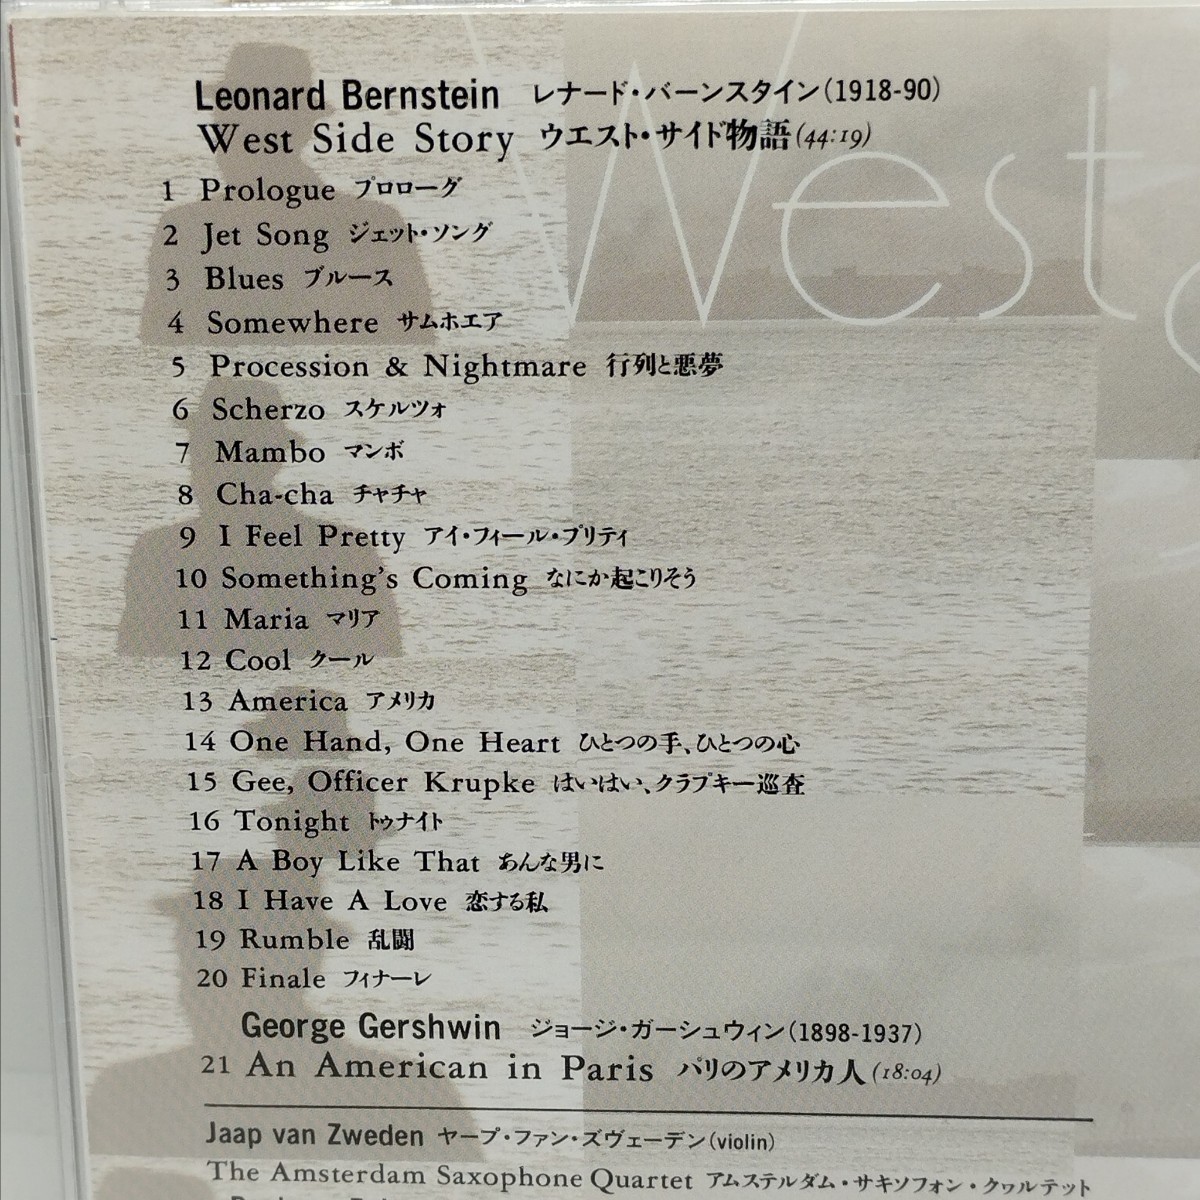 Leonard Bernstein レナード・バーンスタイン(1918-90)
West Side Story ウエスト・サイド物語(44:19)
1 Prologue プロローグ
2 Jet Song ジェット・ソング
3 Blues ブルース
4 Somewhere サムホエア
5 Procession & Nightmare 行列と悪夢
6 Scherzo スケルツォ
7 Mambo マンボ
8 Cha-cha チャチャ
9 I Feel Pretty アイ・フィール・プリティ
10 Something's Coming なにか起こりそう
11 Maria マリア
12 Cool クール
13 America アメリカ
14 One Hand, One Heart ひとつの手、ひとつの心
15 Gee, Officer Krupke はいはい、クラプキー巡査
16 Tonight トゥナイト
17 A Boy Like That あんな男に
18 I Have A Love 恋する私
19 Rumble 乱闘
20 Finale フィナーレ
George Gershwin ジョージ・ガーシュウィン(1898-1937)
21 An American in Paris パリのアメリカ人(18:04)
Jaap van Zweden ヤープ・ファン・ズヴェーデン(violin)
The Amsterdam Saxophone Quartet アムステルダム・サキソフォン・クヮルテット
West